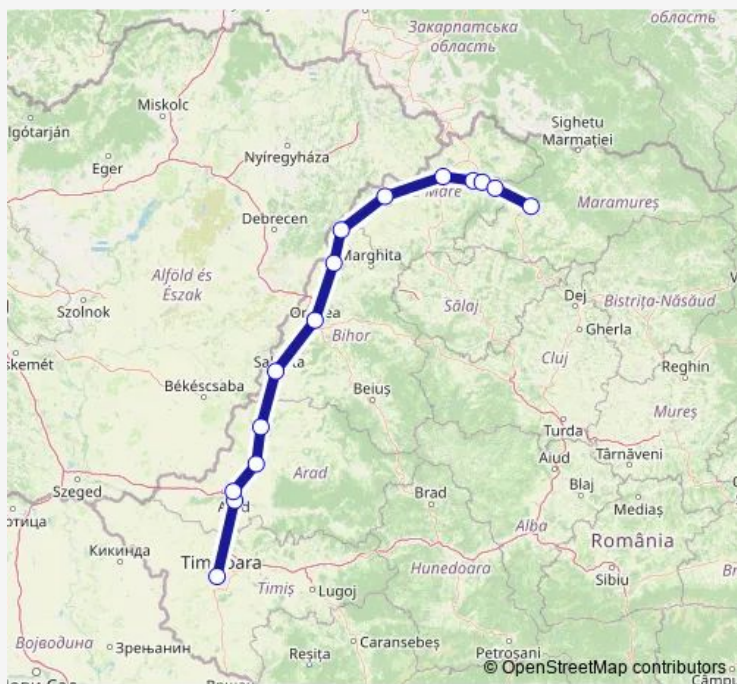 Закарпатська
область
область
Miskolc
Sighetu
Marmației
Eger
Nyíregyháza
Mare
Maramureș
Debrecen
Marghita
Alföld és
Észak
Sălaj
Dej
Bistrița-Năsăud
Szolnok
Bihor
Gherla
Cluj
Reghin
Békéscsaba
Beiuș
Mureș
Turda
Târnăveni
Arad
Aiud
Szeged
Brad
Blaj
Mediaș
Alba
România
Кикинда
Hunedoara
Sibiu
Timiș
Lugoj
Војводина
Зрењанин
Caransebeș
Reșița
Petroșani
© OpenStreetMap contributors